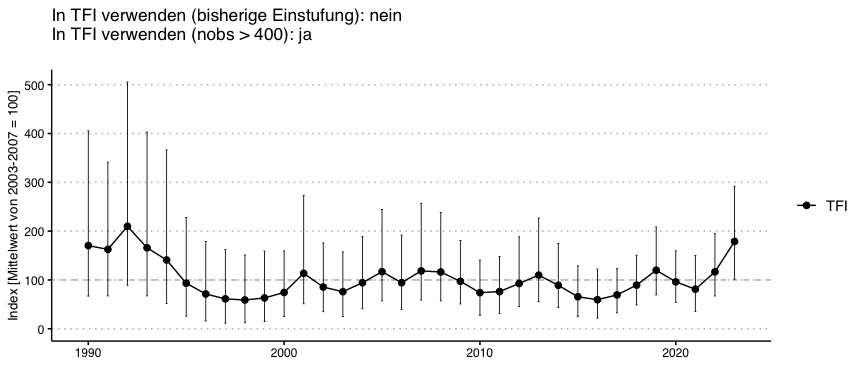 In TFI verwenden (bisherige Einstufung): nein
In TFI verwenden (nobs > 400): ja
Index [Mittelwert von 2003-2007 = 100]
500
400
300
200
100
0
1990
2000
2010
2020
TFI